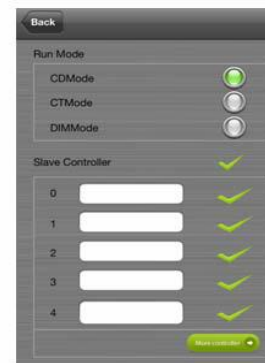 Back
Run Mode
CDMode
CTMode
DIMMode
Slave Controller
0
1
2
3
4
More controller